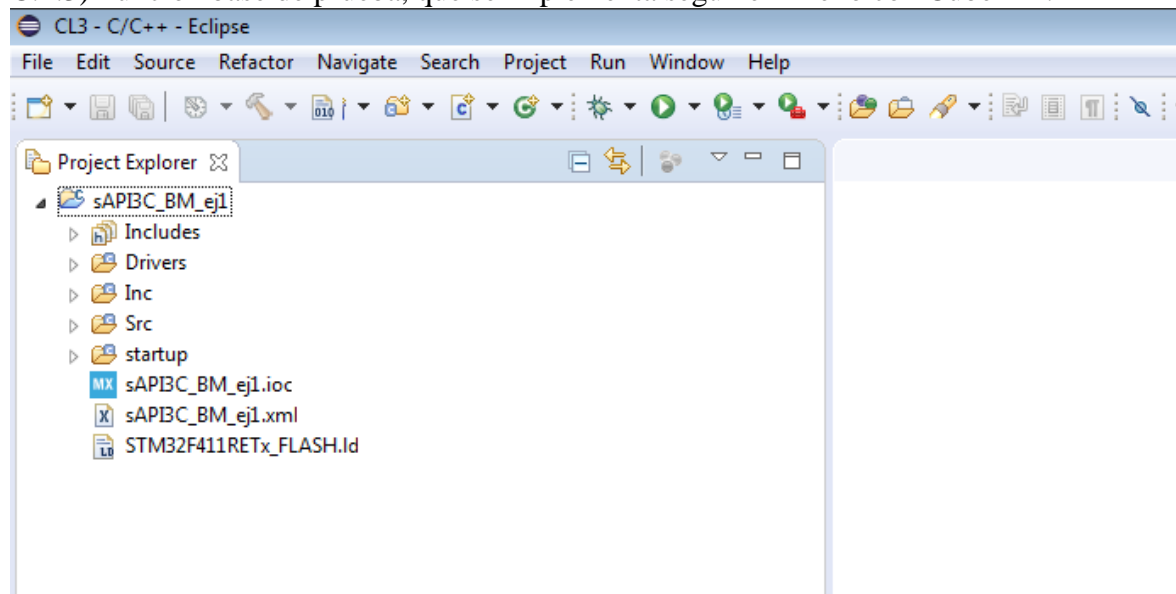 CL3 - C/C++ - Eclipse
File Edit Source Refactor Navigate Search Project Run Window Help
Project Explorer
sAPI3C_BM_ej1
Includes
Drivers
Inc
Src
startup
MX sAPI3C_BM_ej1.ioc
sAPI3C_BM_ej1.xml
STM32F411RETx_FLASH.ld